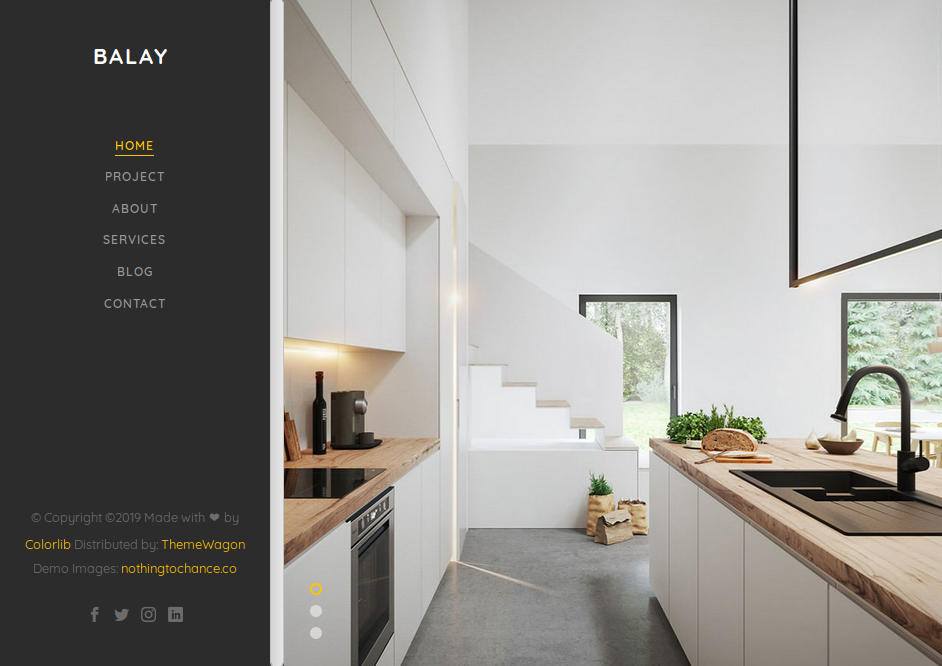 BALAY
HOME
PROJECT
ABOUT
SERVICES
BLOG
CONTACT
© Copyright ©2019 Made with ❤ by
Colorlib Distributed by: ThemeWagon
Demo Images: nothingtochance.co